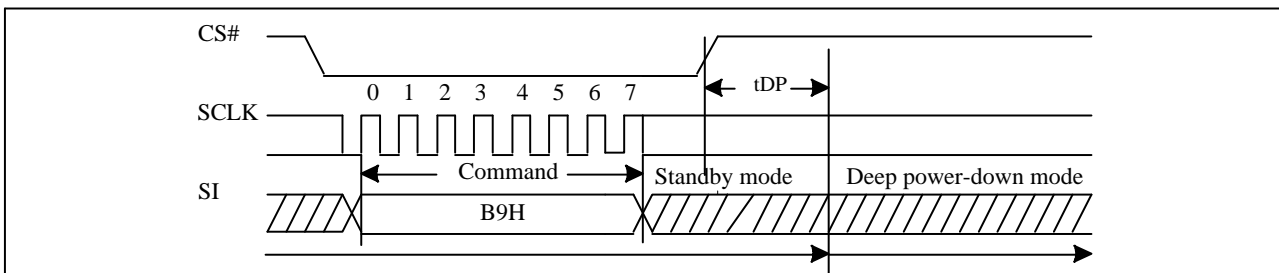 CS#
tDP
0 1 2 3 4 5 6 7
SCLK
Command
Standby mode
Deep power-down mode
SI
B9H